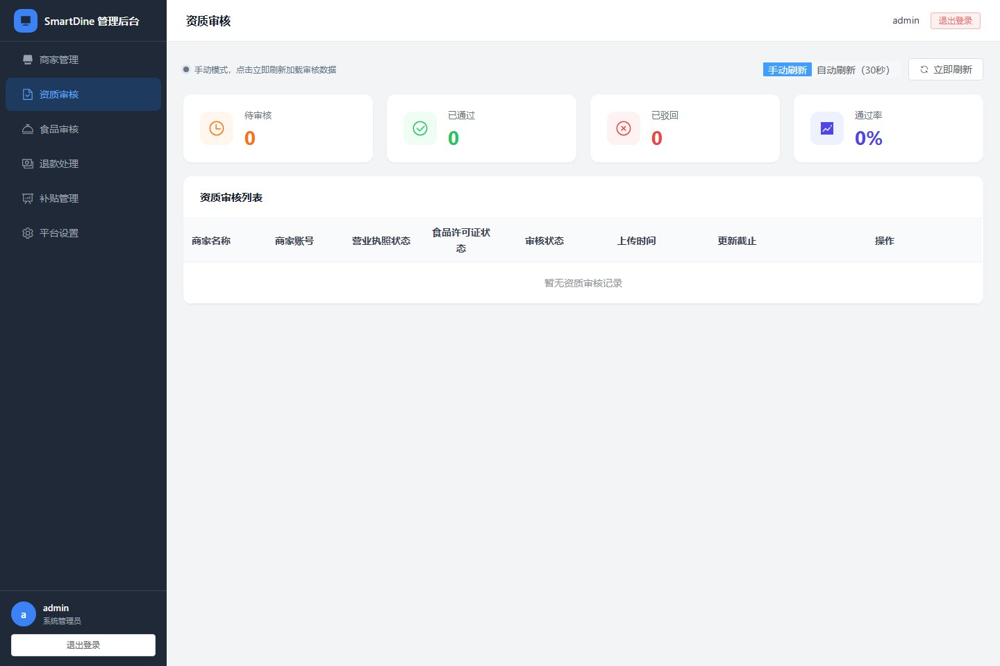 SmartDine 管理后台
商家管理
资质审核
食品审核
退款处理
补贴管理
平台设置
a
admin
系统管理员
退出登录
资质审核
admin
退出登录
手动模式，点击立即刷新加载审核数据
手动刷新
自动刷新（30秒）
立即刷新
待审核
0
已通过
0
已驳回
0
通过率
0%
资质审核列表
商家名称
商家账号
营业执照状态
食品许可证状
态
审核状态
上传时间
更新截止
操作
暂无资质审核记录